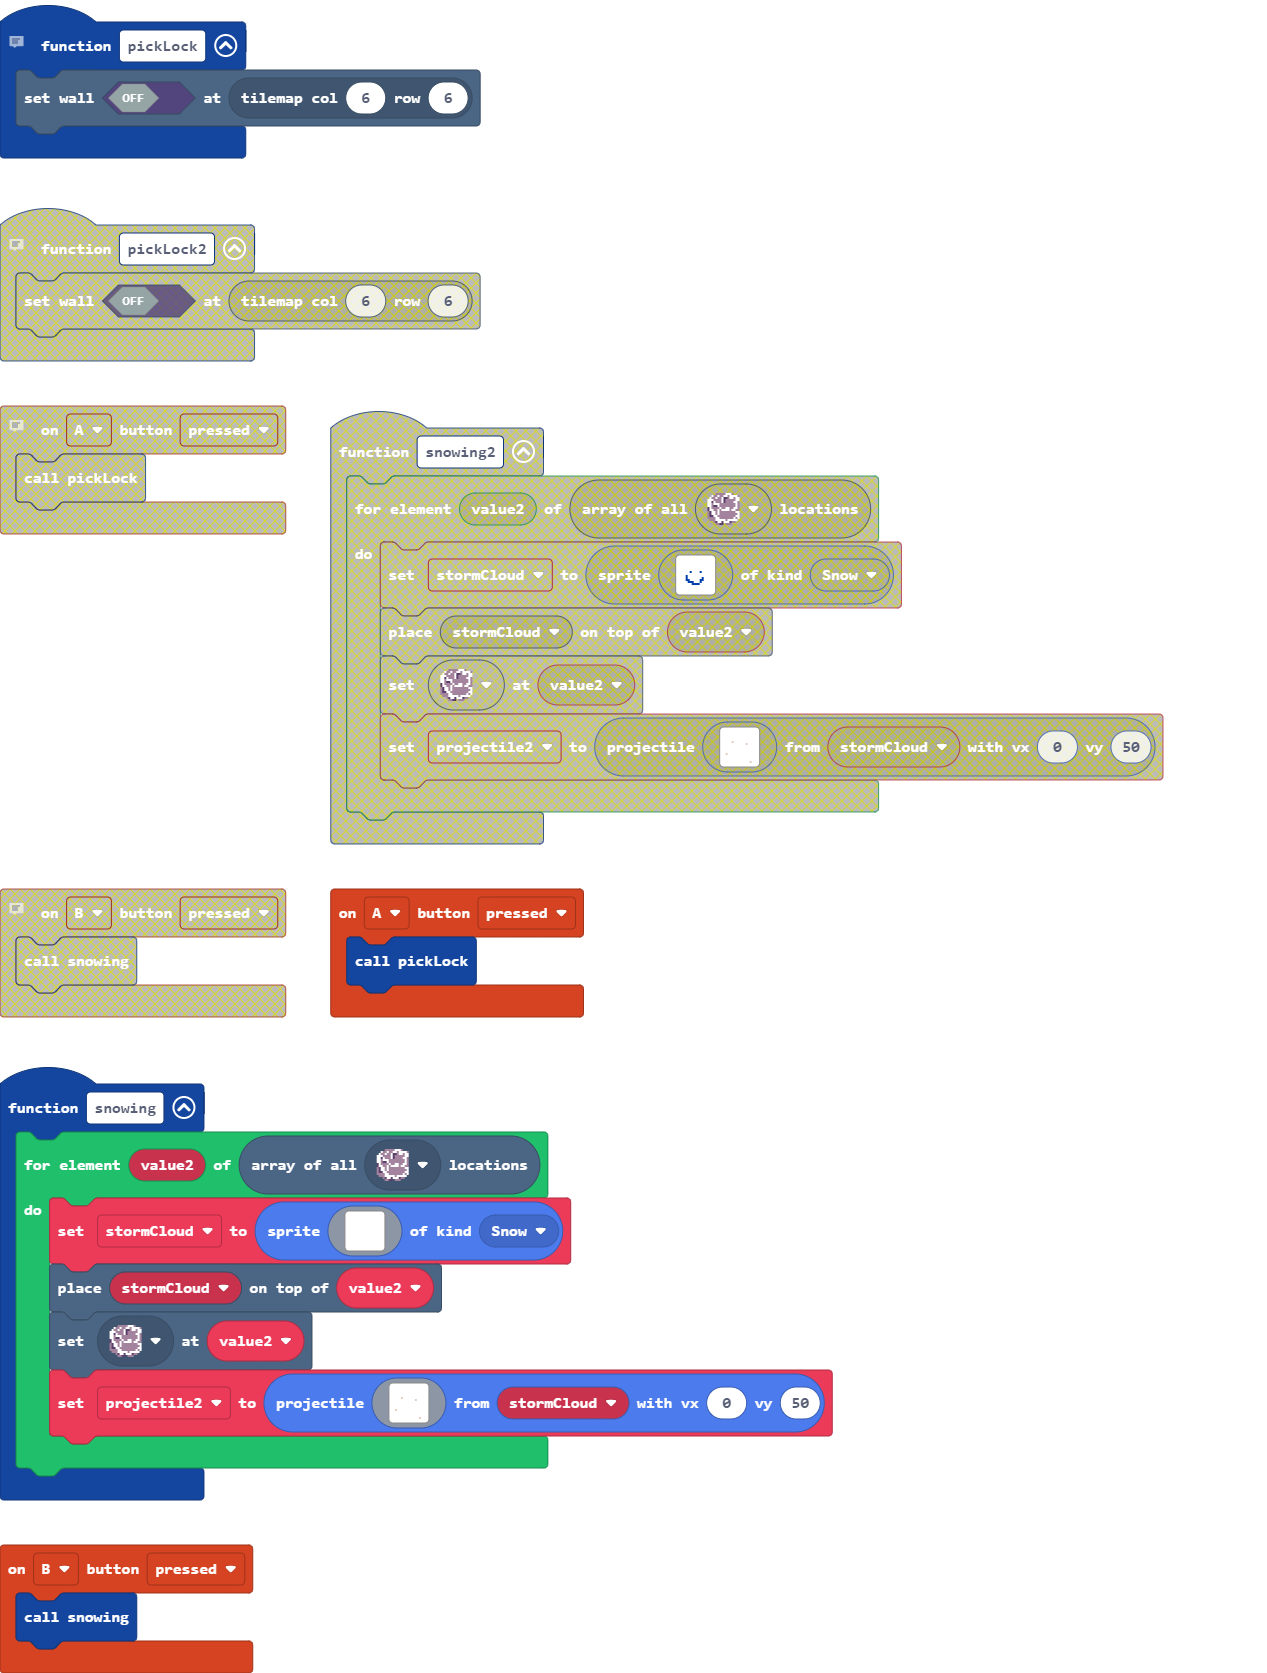 function pickLock
set wall OFF at tilemap col 6 row 6
function pickLock2
set wall OFF at tilemap col 6 row 6
on A button pressed
call pickLock
function snowing2
for element value2 of array of all locations
do
set stormCloud to sprite of kind Snow
place stormCloud on top of value2
set at value2
set projectile2 to projectile from stormCloud with vx 0 vy 50
on B button pressed
call snowing
on A button pressed
call pickLock
function snowing
for element value2 of array of all locations
do
set stormCloud to sprite of kind Snow
place stormCloud on top of value2
set at value2
set projectile2 to projectile from stormCloud with vx 0 vy 50
on B button pressed
call snowing